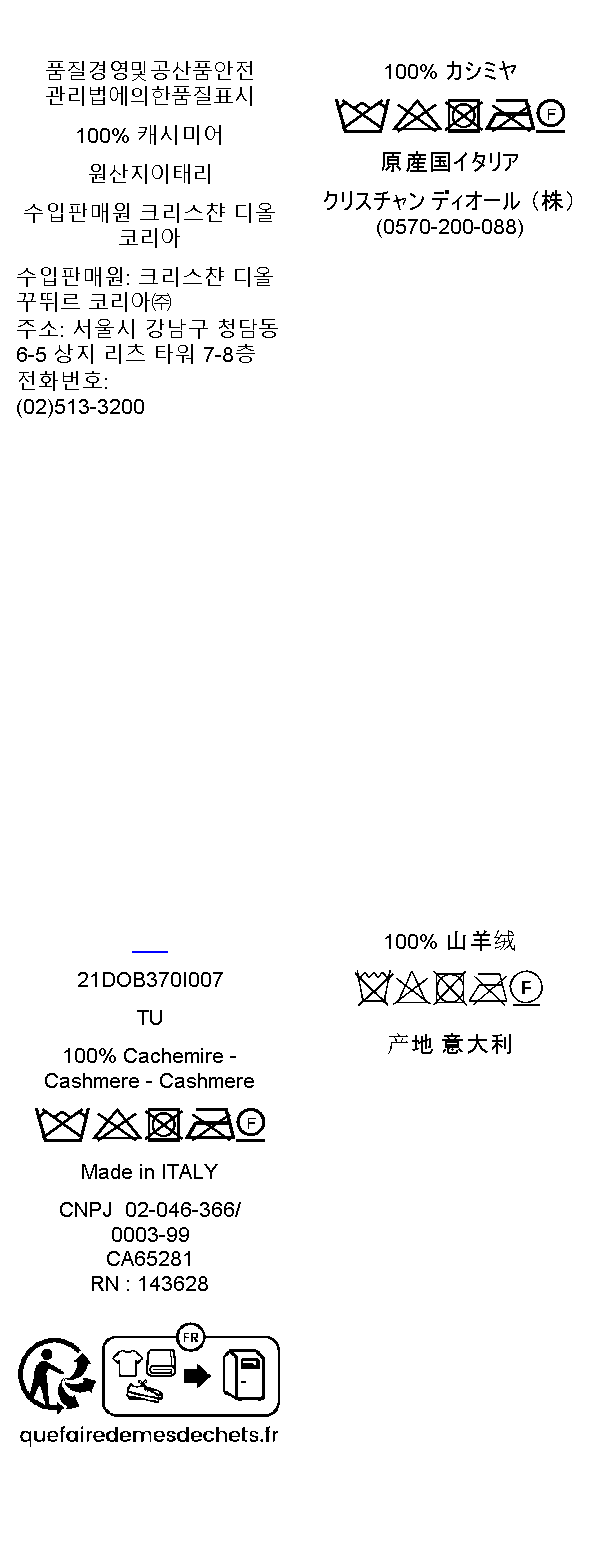 품질경영및공산품안전
관리법에의한품질표시
100% 캐시미어
원산지이태리
수입판매원 크리스챤 디올
코리아
수입판매원: 크리스챤 디올
꾸뛰르 코리아㈜
주소: 서울시 강남구 청담동
6-5 상지 리츠 타워 7-8층
전화번호:
(02)513-3200
100% カシミヤ
F
原産国イタリア
クリスチャン ディオール（株）
(0570-200-088)
21DOB370I007
TU
100% Cachemire -
Cashmere - Cashmere
F
Made in ITALY
CNPJ 02-046-366/
0003-99
CA65281
RN : 143628
FR
quefairedemesdechets.fr
100% 山羊绒
F
产地 意大利